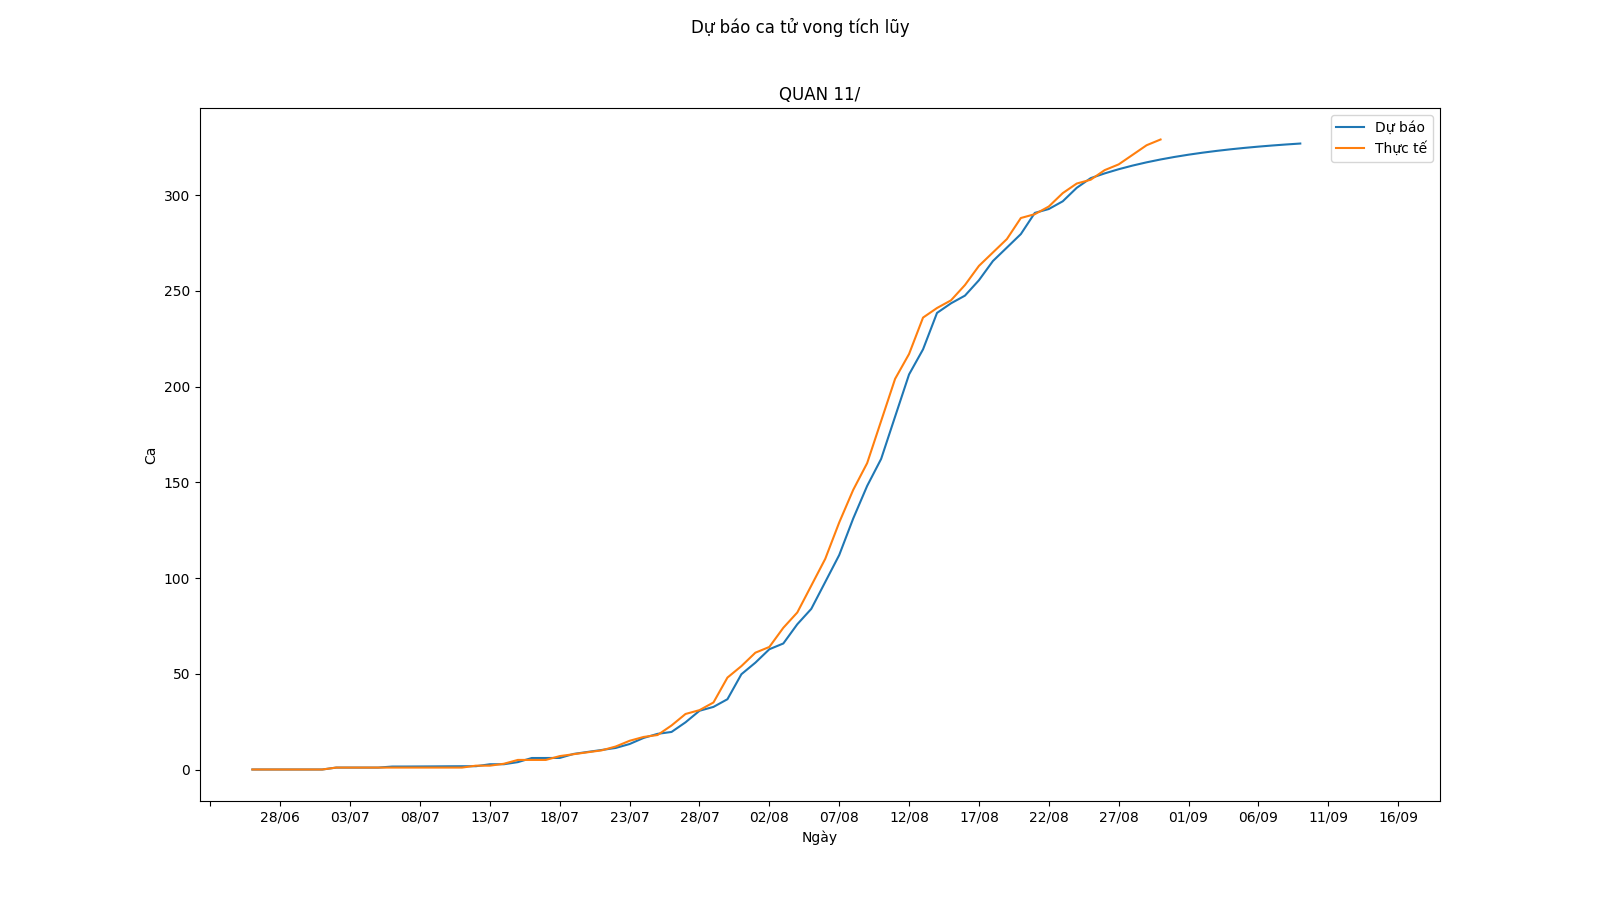 Dự báo ca tử vong tích lũy
QUAN 11/
Dự báo
Thực tế
300
250
200
150
100
50
0
Ca
28/06 03/07 08/07 13/07 18/07 23/07 28/07 02/08 07/08 12/08 17/08 22/08 27/08 01/09 06/09 11/09 16/09
Ngày